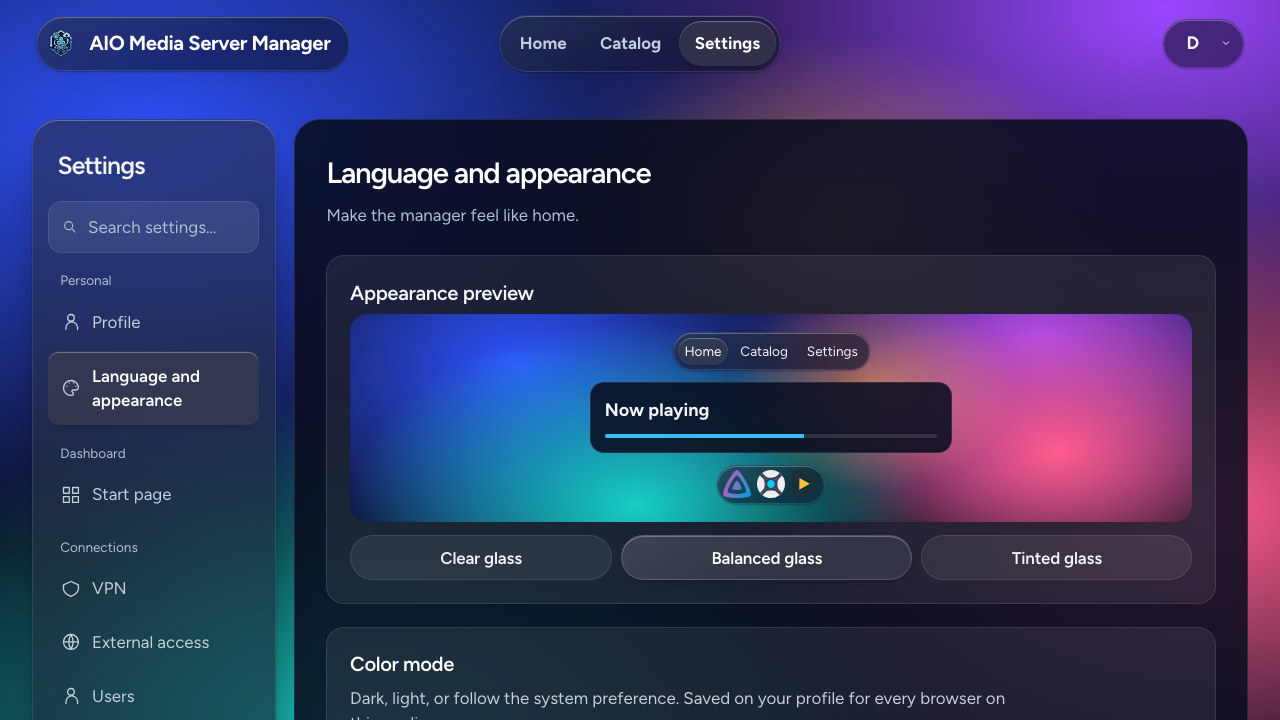 AIO Media Server Manager
Home
Catalog
Settings
D
Settings
Search settings...
Personal
Profile
Language and
appearance
Dashboard
Start page
Connections
VPN
External access
Users
Language and appearance
Make the manager feel like home.
Appearance preview
Home
Catalog
Settings
Now playing
Clear glass
Balanced glass
Tinted glass
Color mode
Dark, light, or follow the system preference. Saved on your profile for every browser on